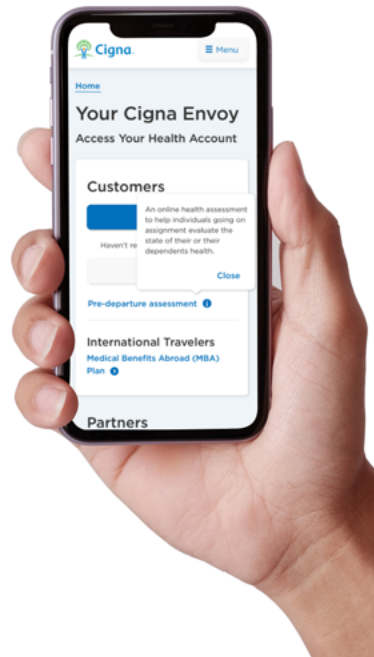 Cigna.
≡ Menu
Home
Your Cigna Envoy
Access Your Health Account
Customers
An online health assessment
to help individuals going on
assignment evaluate the
state of their or their
dependents health.
Close
Haven't re
Pre-departure assessment i
International Travelers
Medical Benefits Abroad (MBA)
Plan
Partners